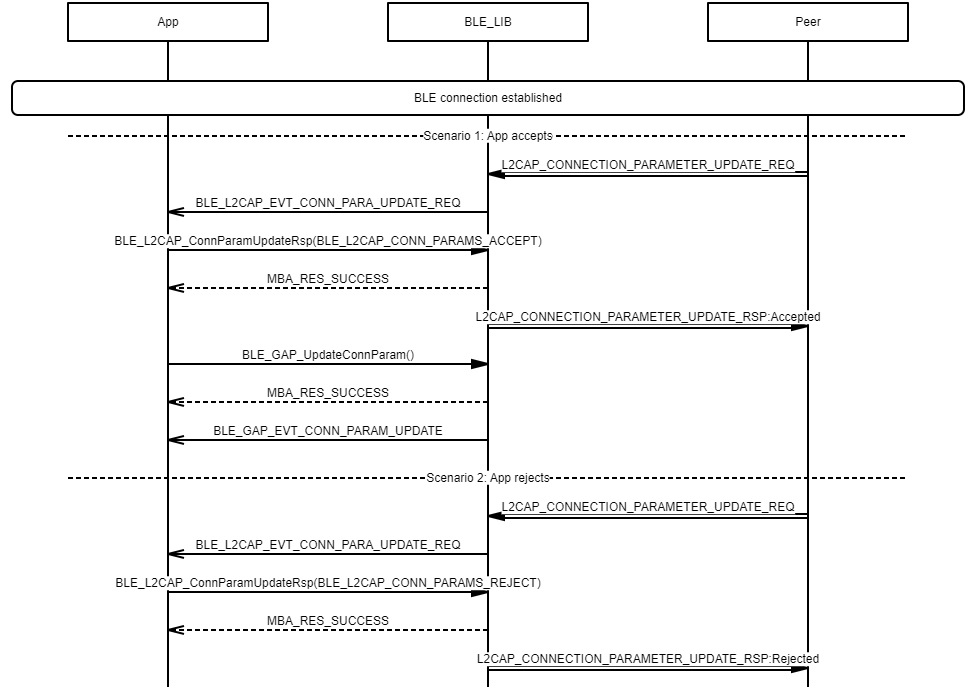 App
BLE_LIB
Peer
BLE connection established
Scenario 1: App accepts
L2CAP_CONNECTION_PARAMETER_UPDATE_REQ
BLE_L2CAP_EVT_CONN_PARA_UPDATE_REQ
BLE_L2CAP_ConnParamUpdateRsp(BLE_L2CAP_CONN_PARAMS_ACCEPT)
MBA_RES_SUCCESS
L2CAP_CONNECTION_PARAMETER_UPDATE_RSP:Accepted
BLE_GAP_UpdateConnParam()
MBA_RES_SUCCESS
BLE_GAP_EVT_CONN_PARAM_UPDATE
Scenario 2: App rejects
L2CAP_CONNECTION_PARAMETER_UPDATE_REQ
BLE_L2CAP_EVT_CONN_PARA_UPDATE_REQ
BLE_L2CAP_ConnParamUpdateRsp(BLE_L2CAP_CONN_PARAMS_REJECT)
MBA_RES_SUCCESS
L2CAP_CONNECTION_PARAMETER_UPDATE_RSP:Rejected